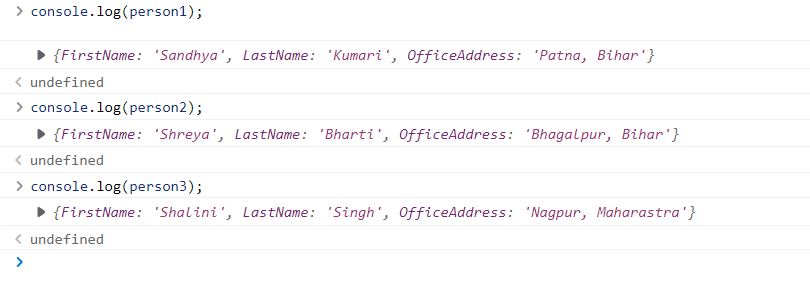 > console.log(person1);
▶ {FirstName: 'Sandhya', LastName: 'Kumari', OfficeAddress: 'Patna, Bihar'}
< undefined
> console.log(person2);
▶ {FirstName: 'Shreya', LastName: 'Bharti', OfficeAddress: 'Bhagalpur, Bihar'}
< undefined
> console.log(person3);
▶ {FirstName: 'Shalini', LastName: 'Singh', OfficeAddress: 'Nagpur, Maharastra'}
< undefined
>